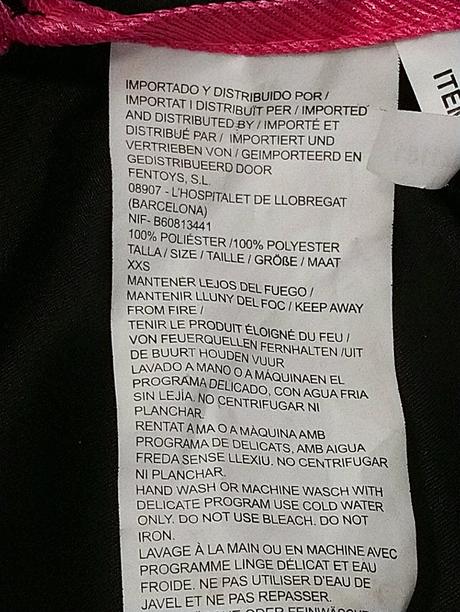 IMPORTADO Y DISTRIBUIDO POR /
IMPORTAT I DISTRIBUÏT PER / IMPORTED
AND DISTRIBUTED BY / IMPORTÉ ET
DISTRIBUÉ PAR / IMPORTIERT UND
VERTRIEBEN VON / GEIMPORTEERD EN
GEDISTRIBUEERD DOOR
FENTOYS, S.L.
08907 - L'HOSPITALET DE LLOBREGAT
(BARCELONA)
NIF- B60813441
100% POLIÉSTER /100% POLYESTER
TALLA / SIZE / TAILLE / GRÖßE / MAAT
XXS
MANTENER LEJOS DEL FUEGO /
MANTENIR LLUNY DEL FOC / KEEP AWAY
FROM FIRE /
TENIR LE PRODUIT ÉLOIGNÉ DU FEU /
VON FEUERQUELLEN FERNHALTEN /UIT
DE BUURT HOUDEN VUUR
LAVADO A MANO O A MÁQUINAEN EL
PROGRAMA DELICADO, CON AGUA FRIA
SIN LEJÍA. NO CENTRIFUGAR NI
PLANCHAR.
RENTAT A MA O A MÀQUINA AMB
PROGRAMA DE DELICATS, AMB AIGUA
FREDA SENSE LLEXIU. NO CENTRIFUGAR
NI PLANCHAR.
HAND WASH OR MACHINE WASCH WITH
DELICATE PROGRAM USE COLD WATER
ONLY. DO NOT USE BLEACH. DO NOT
IRON.
LAVAGE À LA MAIN OU EN MACHINE AVEC
PROGRAMME LINGE DÉLICAT ET EAU
FROIDE. NE PAS UTILISER D'EAU DE
JAVEL ET NE PAS REPASSER.